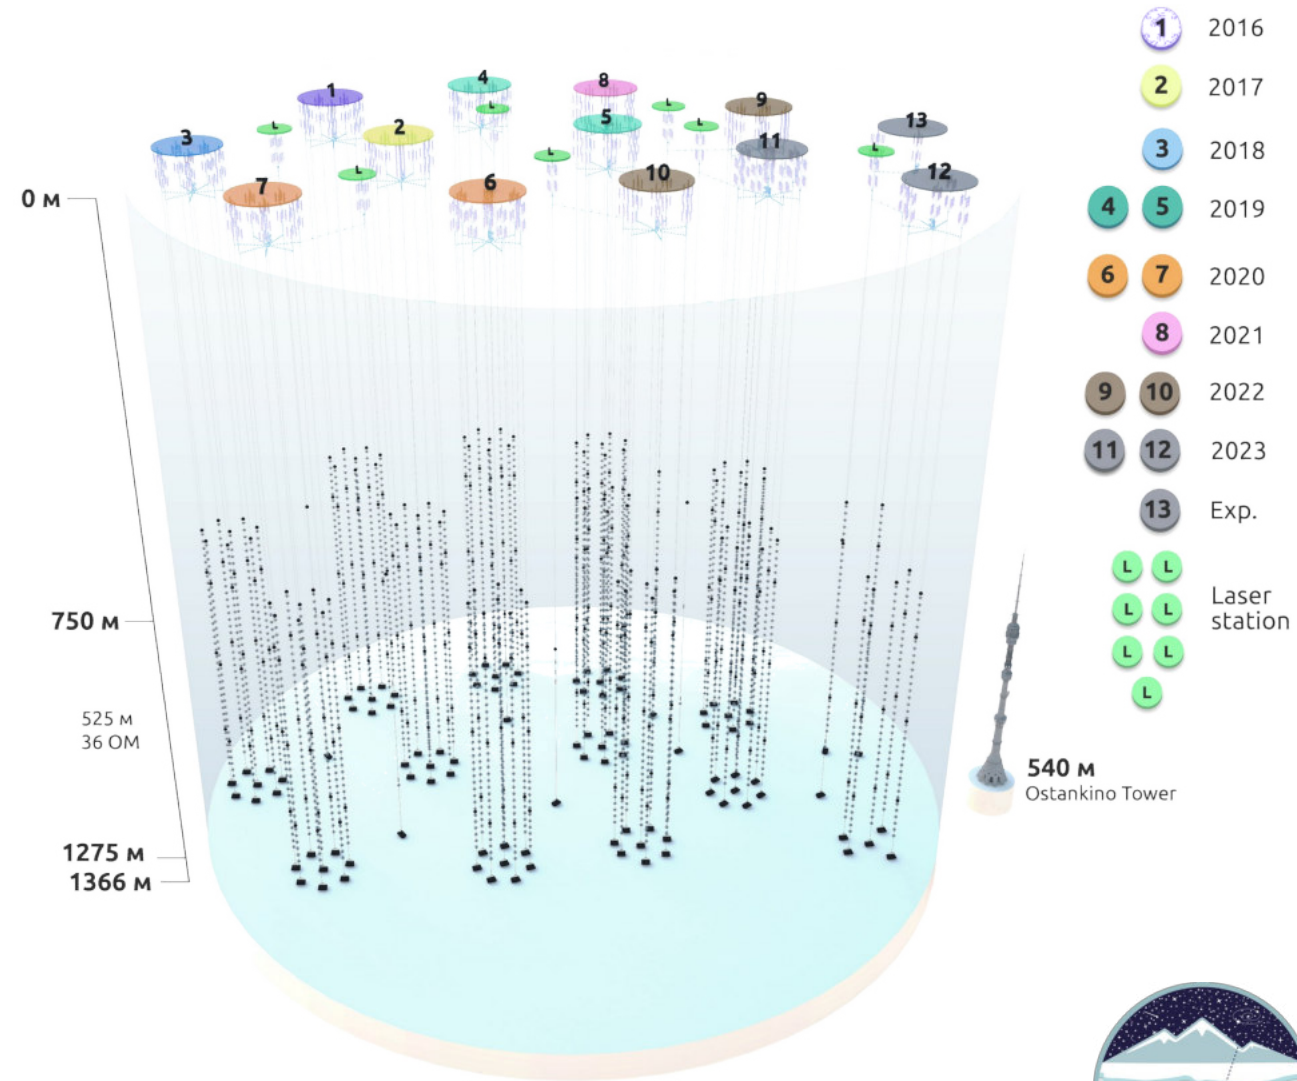 1 2016
2 2017
3 2018
4 5 2019
6 7 2020
8 2021
9 10 2022
11 12 2023
13 Exp.
L L
L L
L L
L
Laser
station
4
8
1
9
L
L
5
13
L
2
L
3
11
L
L
L
10
12
7
6
0 м
750 м
525 м
36 ОМ
1275 м
1366 м
540 м
Ostankino Tower